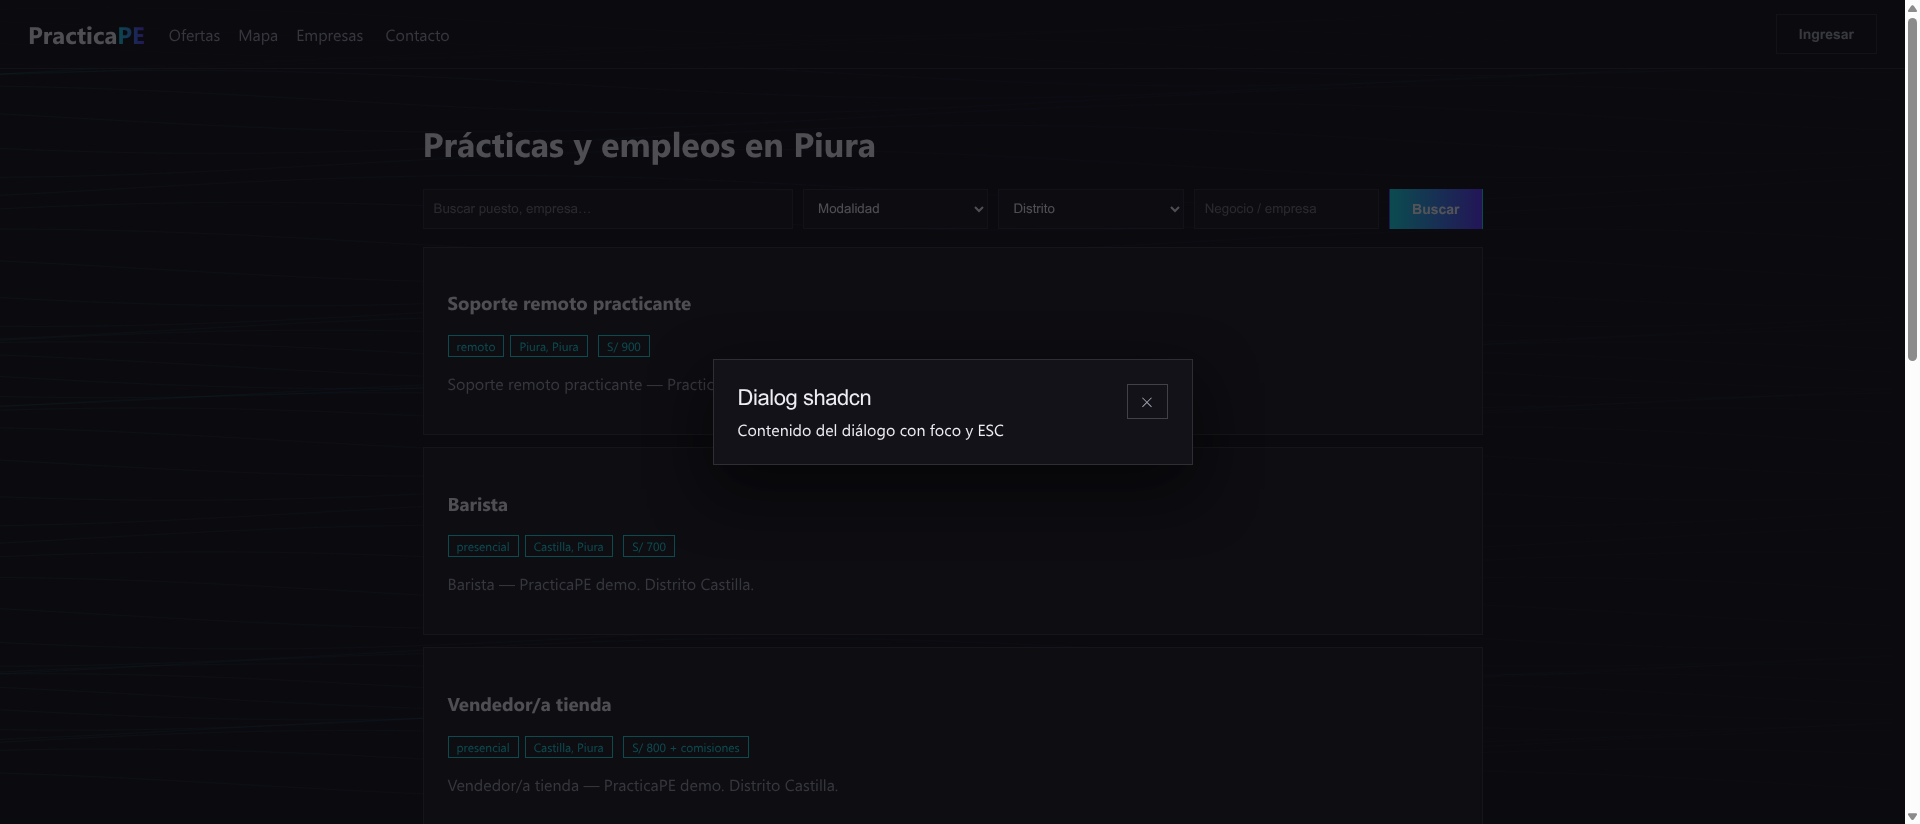 PracticaPE Ofertas Mapa Empresas Contacto Ingresar
Prácticas y empleos en Piura
Buscar puesto, empresa… Modalidad Distrito Negocio / empresa Buscar
Soporte remoto practicante
remoto Piura, Piura S/ 900
Soporte remoto practicante — Practic
Dialog shadcn
×
Contenido del diálogo con foco y ESC
Barista
presencial Castilla, Piura S/ 700
Barista — PracticaPE demo. Distrito Castilla.
Vendedor/a tienda
presencial Castilla, Piura S/ 800 + comisiones
Vendedor/a tienda — PracticaPE demo. Distrito Castilla.